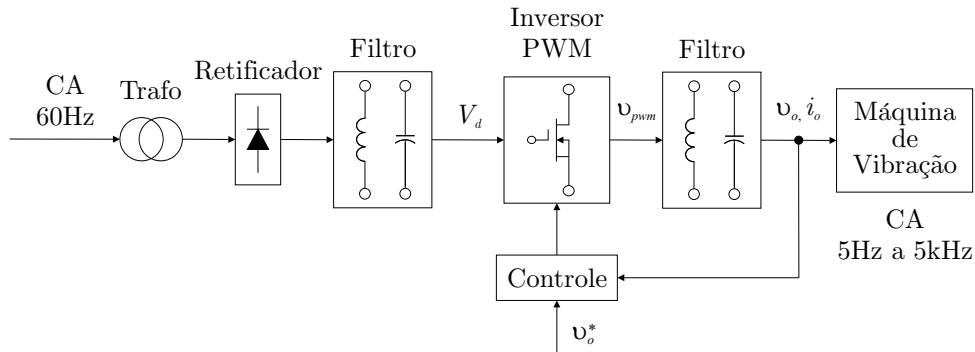 Inversor
PWM
Filtro
Filtro
Retificador
Trafo
CA
60Hz
V_d
υ_pwm
υ_o, i_o
Máquina
de
Vibração
CA
5Hz a 5kHz
Controle
υ_o^*